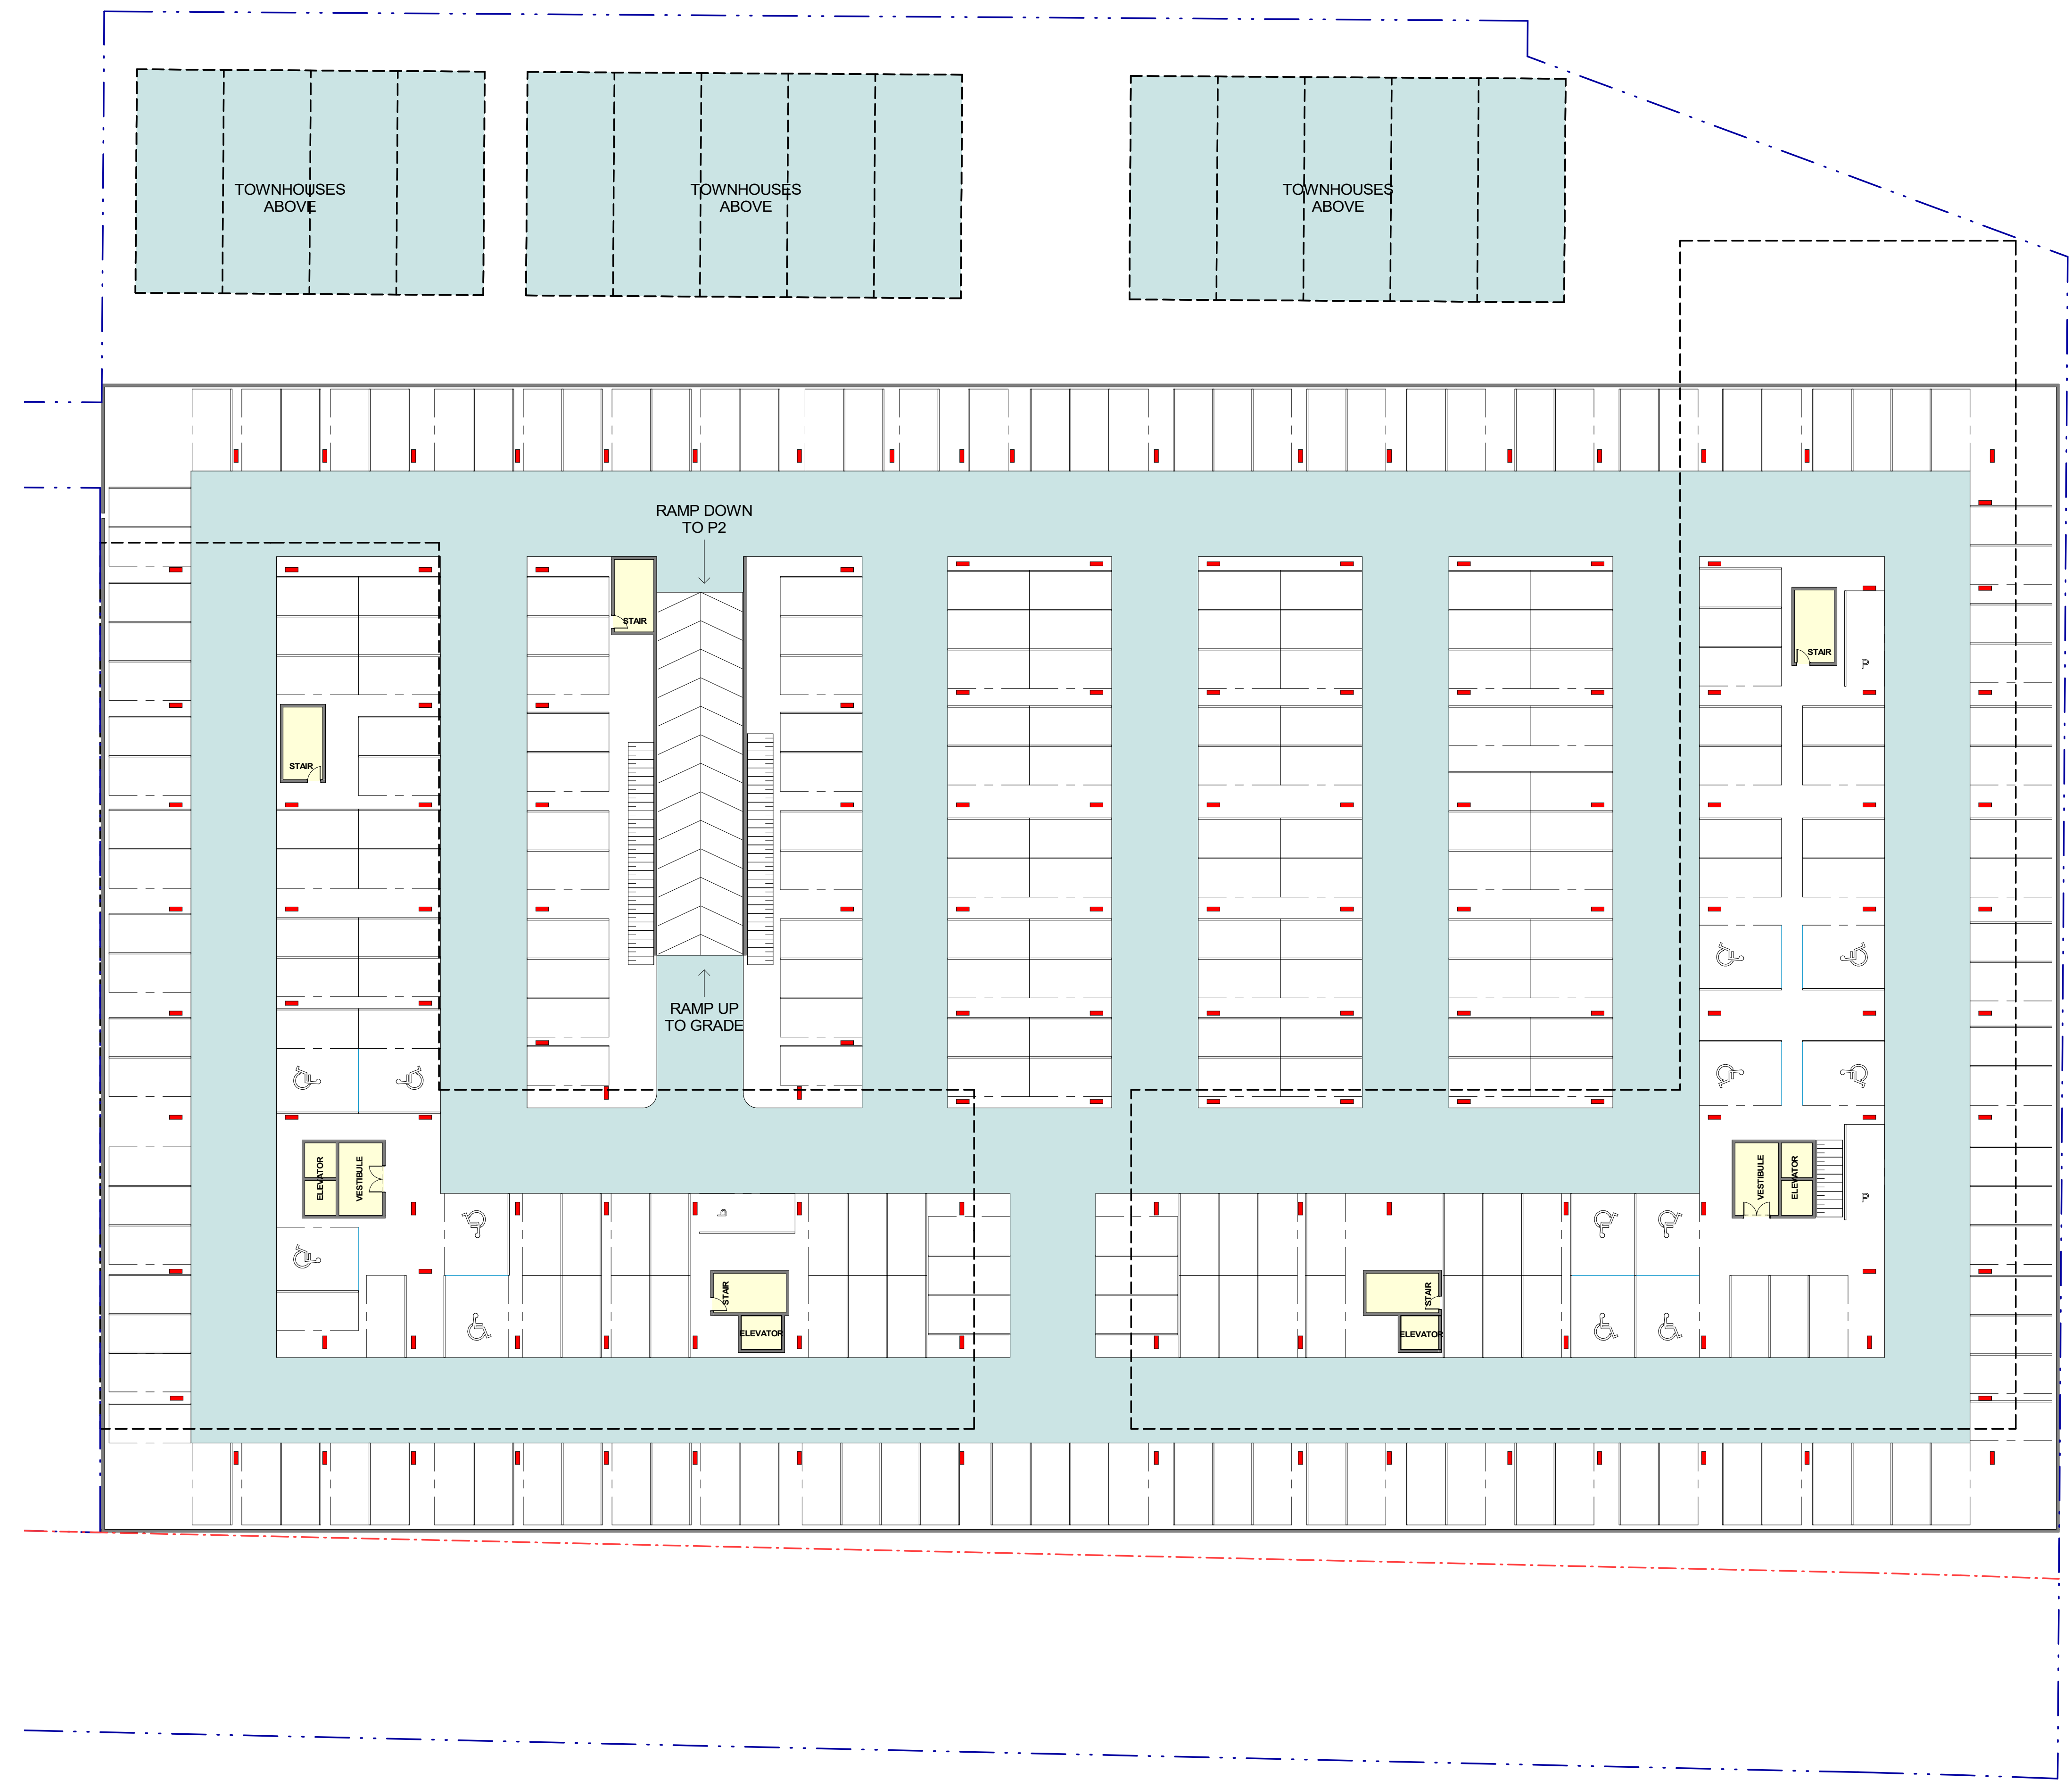 TOWNHOUSES
ABOVE
TOWNHOUSES
ABOVE
TOWNHOUSES
ABOVE
RAMP DOWN
TO P2
STAIR
STAIR
P
STAIR
RAMP UP
TO GRADE
ELEVATOR
VESTIBULE
VESTIBULE
ELEVATOR
P
P
STAIR
ELEVATOR
STAIR
ELEVATOR